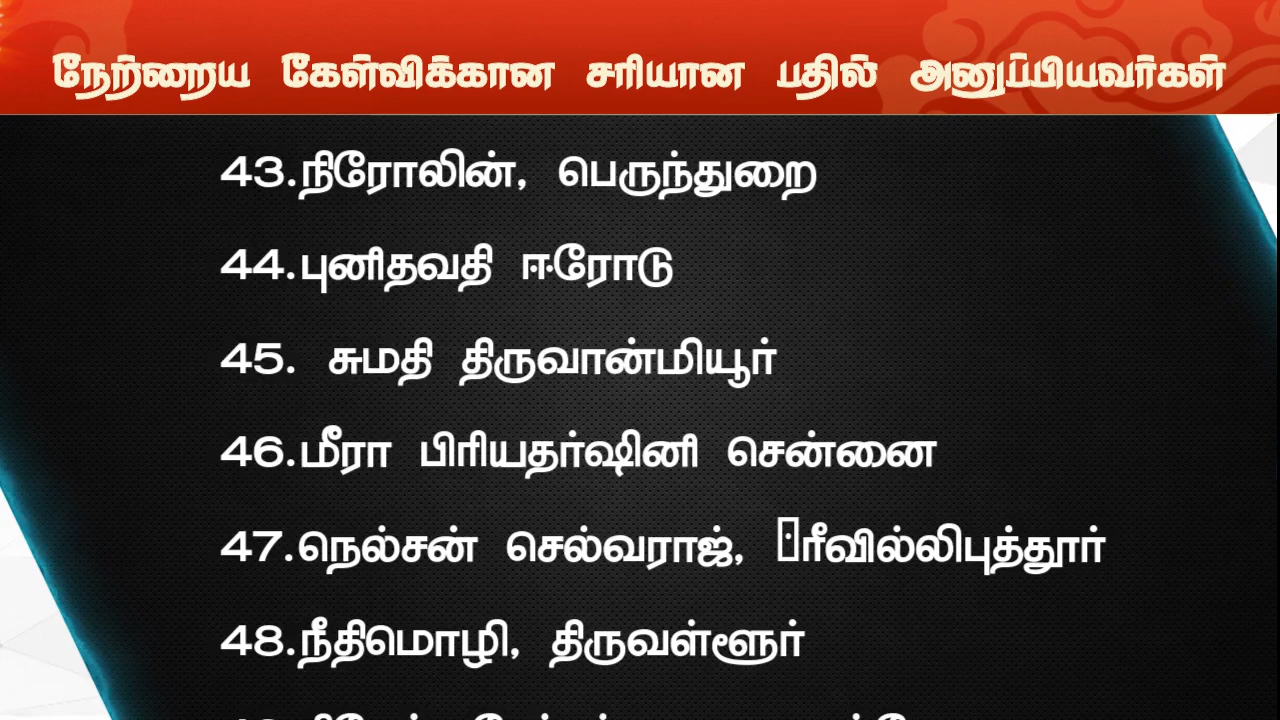 நேற்றைய கேள்விக்கான சரியான பதில் அனுப்பியவர்கள்
43.நிரோலின், பெருந்துறை
44.புனிதவதி ஈரோடு
45. சுமதி திருவான்மியூர்
46.மீரா பிரியதர்ஷினி சென்னை
47.நெல்சன் செல்வராஜ்,
48.நீதிமொழி, திருவள்ளூர்